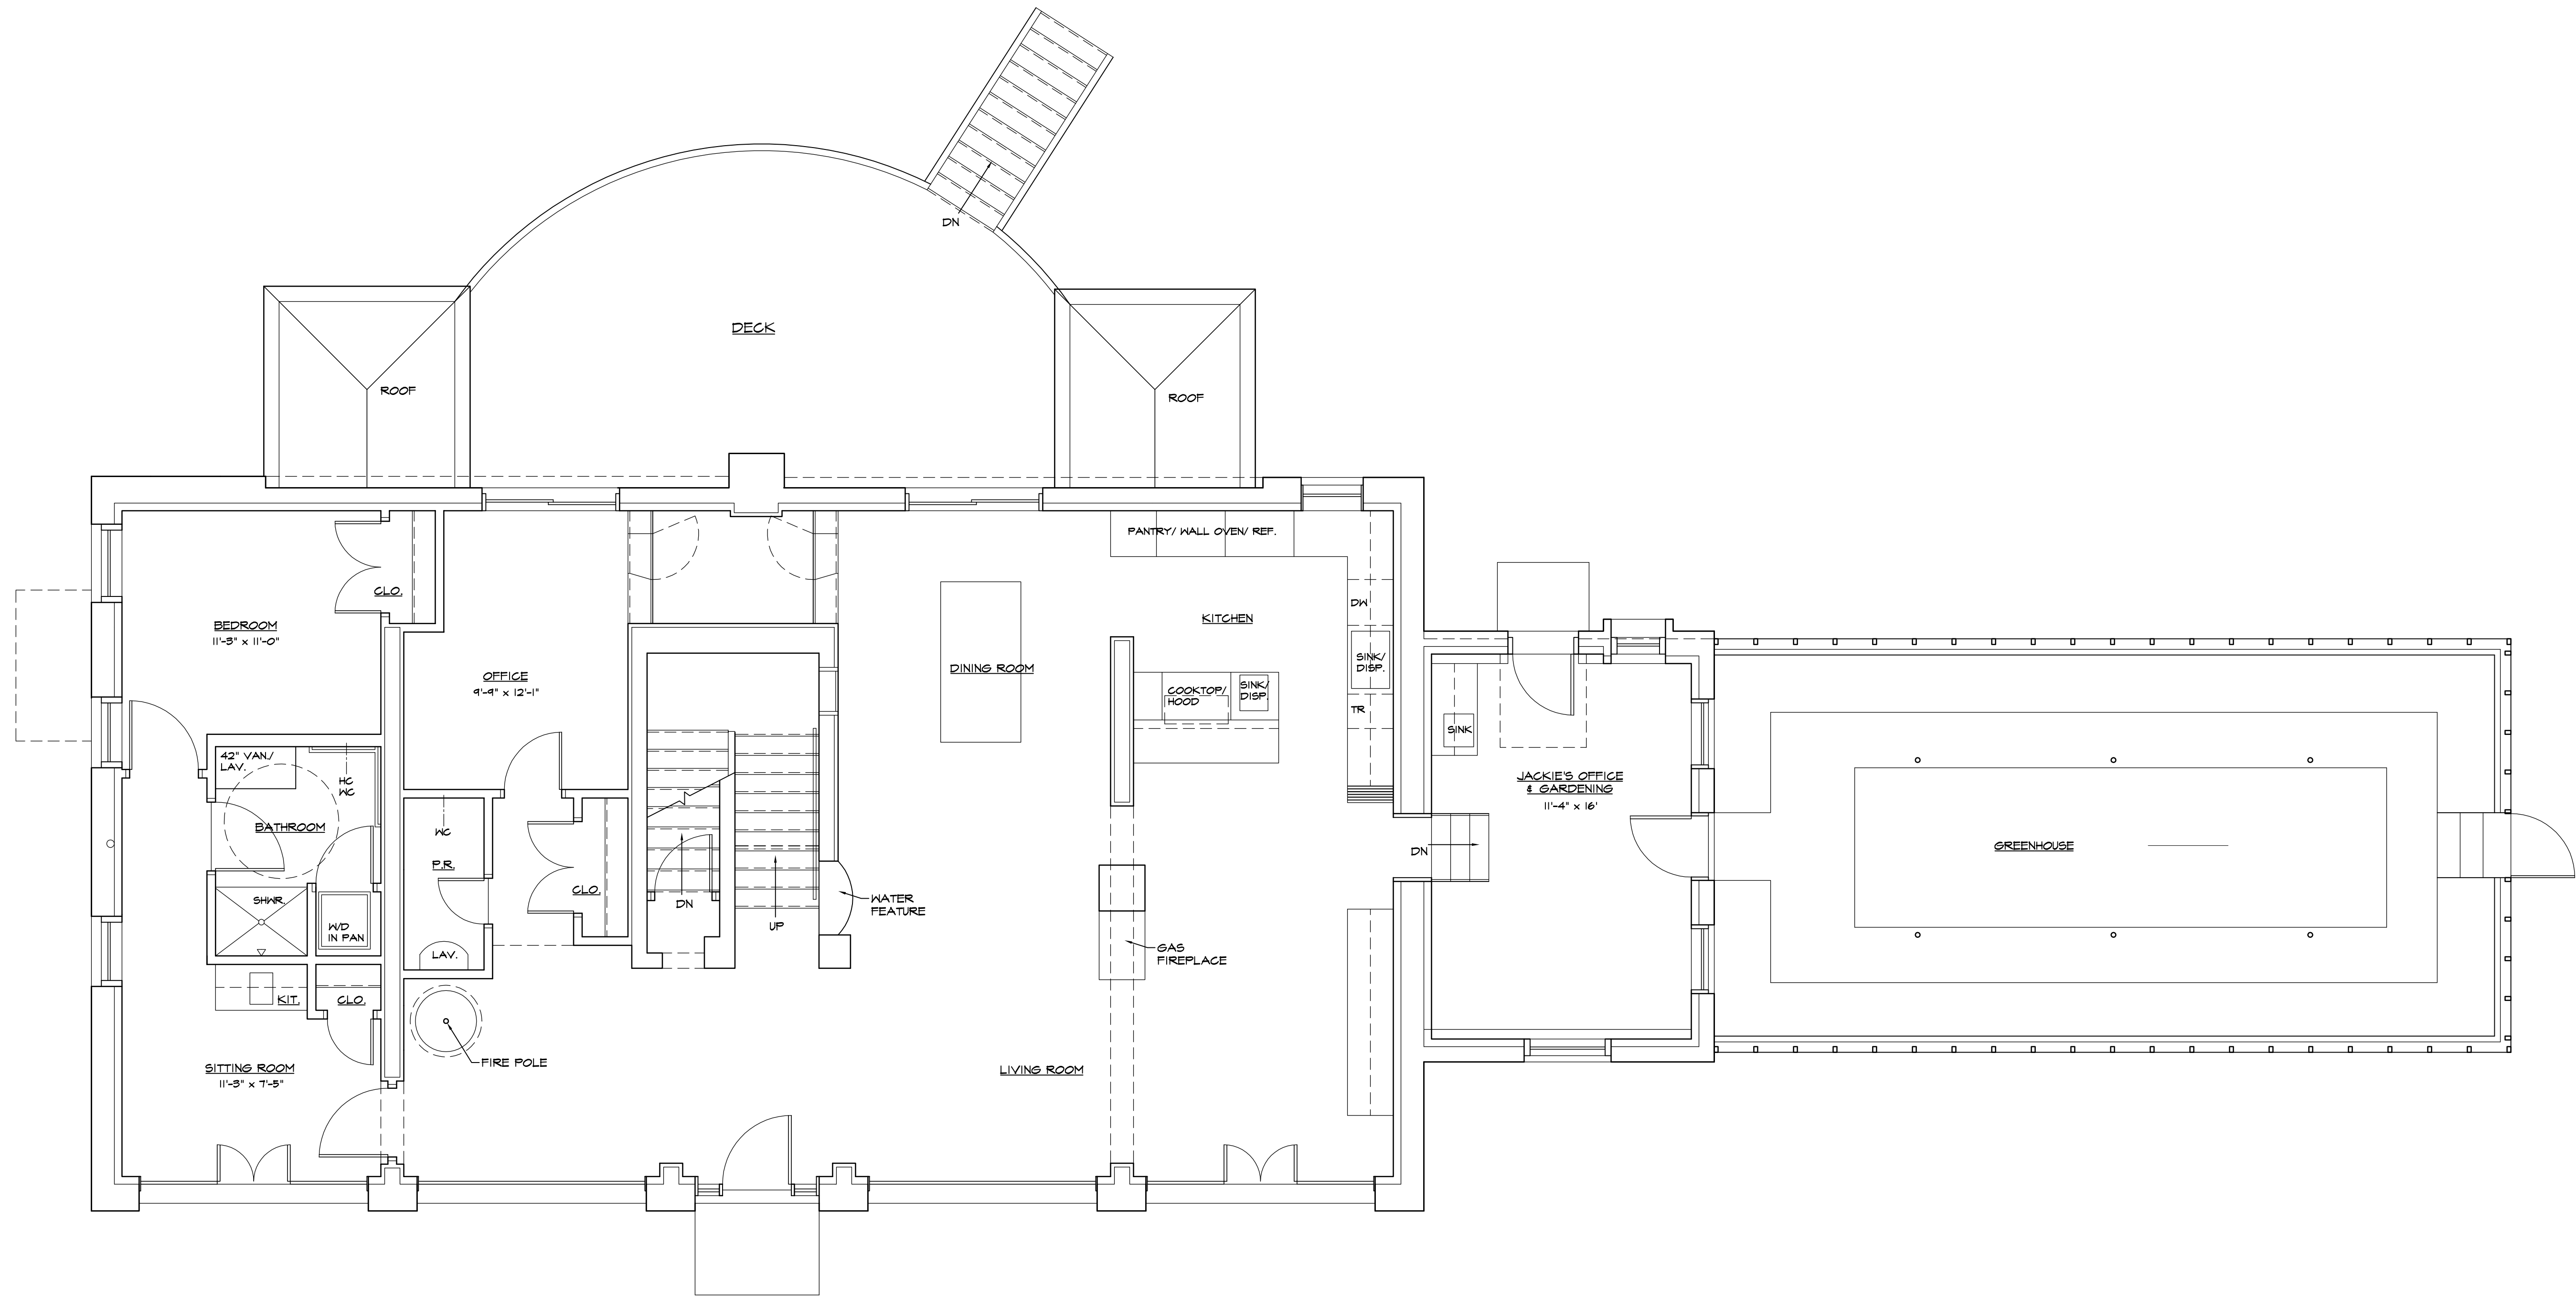 DN
DECK
ROOF
ROOF
PANTRY/ WALL OVEN/ REF.
CLO.
BEDROOM
11'-3" x 11'-0"
OFFICE
9'-9" x 12'-1"
DINING ROOM
KITCHEN
DW
SINK/
DISP.
TR
COOKTOP/
HOOD
SINK/
DISP.
SINK
JACKIE'S OFFICE
& GARDENING
11'-4" x 16'
42" VAN./
LAV.
HC
WC
BATHROOM
WC
P.R.
CLO.
SHWR.
W/D
IN PAN
LAV.
DN
UP
WATER
FEATURE
DN
GREENHOUSE
GAS
FIREPLACE
KIT.
CLO.
FIRE POLE
SITTING ROOM
11'-3" x 7'-5"
LIVING ROOM